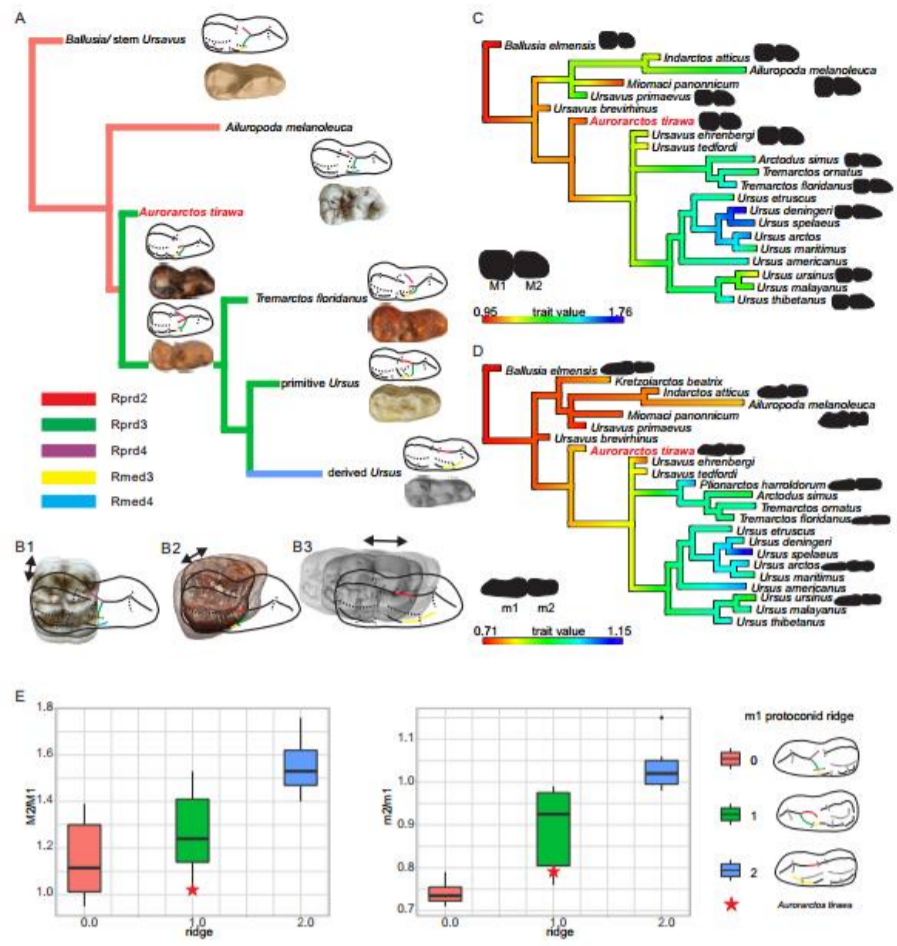 A
Ballusia/ stem Ursavus
Ailuropoda melanoleuca
Aurorarctos tirawa
Tremarctos floridanus
primitive Ursus
derived Ursus
Rprd2
Rprd3
Rprd4
Rmed3
Rmed4
B1
B2
B3
C
Ballusia elmensis
Indarctos atticus
Ailuropoda melanoleuca
Miomaci panonnicum
Ursavus primaevus
Ursavus brevirhinus
Aurorarctos tirawa
Ursavus ehrenbergi
Ursavus tedfordi
Arctodus simus
Tremarctos ornatus
Tremarctos floridanus
Ursus etruscus
Ursus deningeri
Ursus spelaeus
Ursus arctos
Ursus maritimus
Ursus americanus
Ursus ursinus
Ursus malayanus
Ursus thibetanus
M1 M2
0.95 trait value 1.76
D
Ballusia elmensis
Kretzoiarctos beatrix
Indarctos atticus
Ailuropoda melanoleuca
Miomaci panonnicum
Ursavus primaevus
Ursavus brevirhinus
Aurorarctos tirawa
Ursavus ehrenbergi
Ursavus tedfordi
Plionarctos harroldorum
Arctodus simus
Tremarctos ornatus
Tremarctos floridanus
Ursus etruscus
Ursus deningeri
Ursus spelaeus
Ursus arctos
Ursus maritimus
Ursus americanus
Ursus ursinus
Ursus malayanus
Ursus thibetanus
m1 m2
0.71 trait value 1.15
E
M2/M1
1.8
1.6
1.4
1.2
1.0
0.0 1.0 2.0
ridge
m2/m1
1.1
1.0
0.9
0.8
0.7
0.0 1.0 2.0
ridge
m1 protoconid ridge
0
1
2
Aurorarctos tirawa